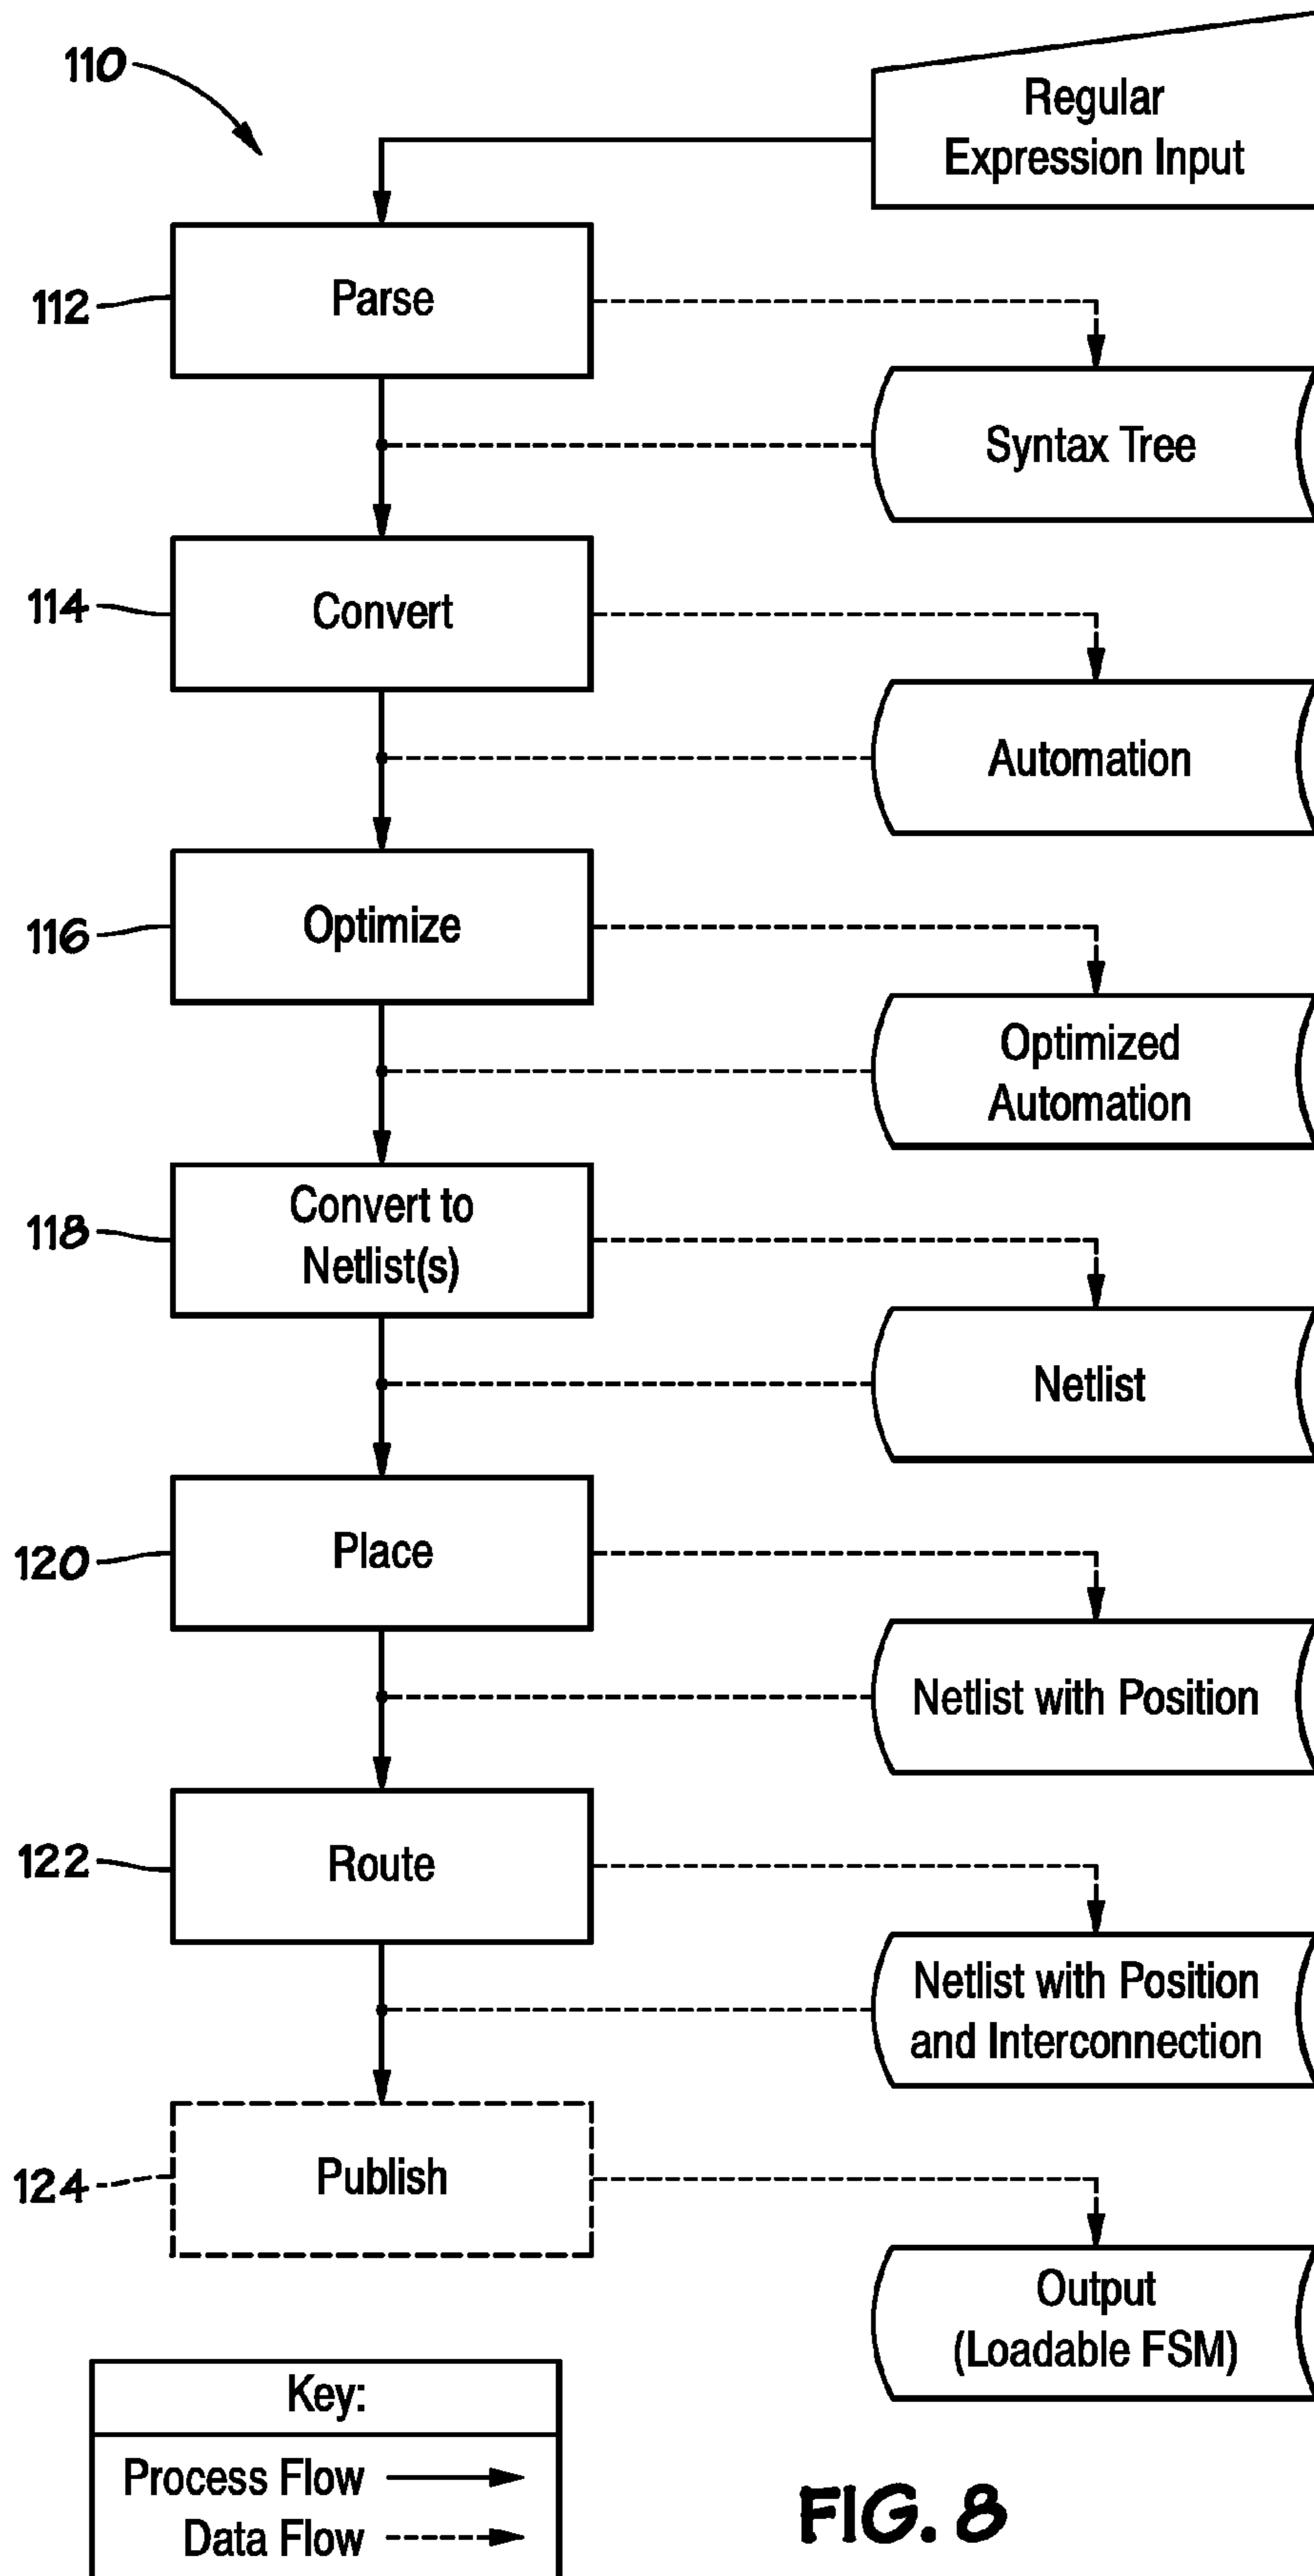 110
Regular
Expression Input
112
Parse
Syntax Tree
114
Convert
Automation
116
Optimize
Optimized
Automation
118
Convert to
Netlist(s)
Netlist
120
Place
Netlist with Position
122
Route
Netlist with Position
and Interconnection
124
Publish
Output
(Loadable FSM)
Key:
Process Flow
Data Flow
FIG. 8